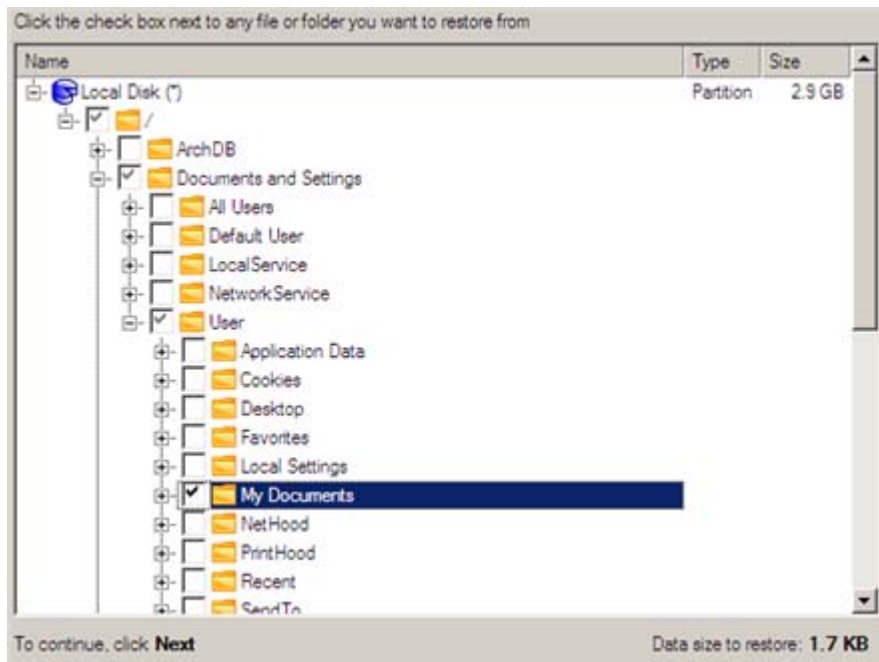 Click the check box next to any file or folder you want to restore from
Name Type Size
Local Disk (*) Partition 2.9 GB
/
ArchDB
Documents and Settings
All Users
Default User
LocalService
NetworkService
User
Application Data
Cookies
Desktop
Favorites
Local Settings
My Documents
NetHood
PrintHood
Recent
SendTo
To continue, click Next Data size to restore: 1.7 KB